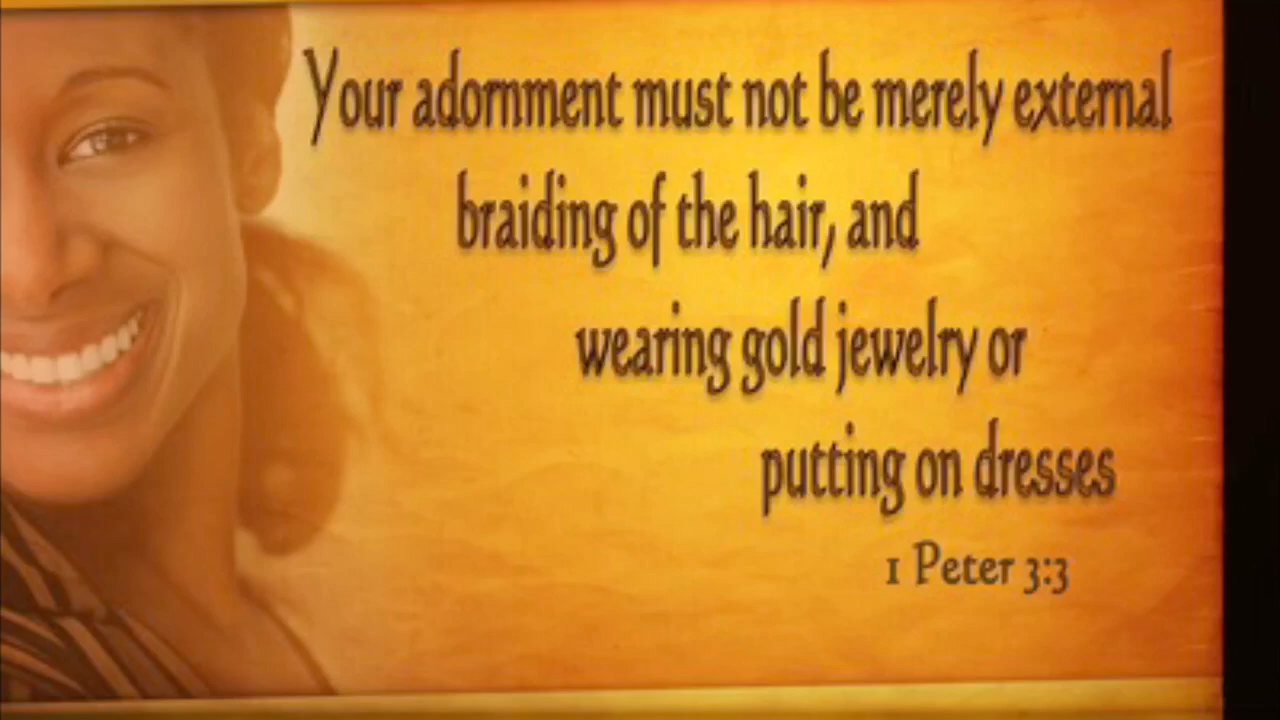 Your adornment must not be merely external
braiding of the hair, and
wearing gold jewelry or
putting on dresses
1 Peter 3:3